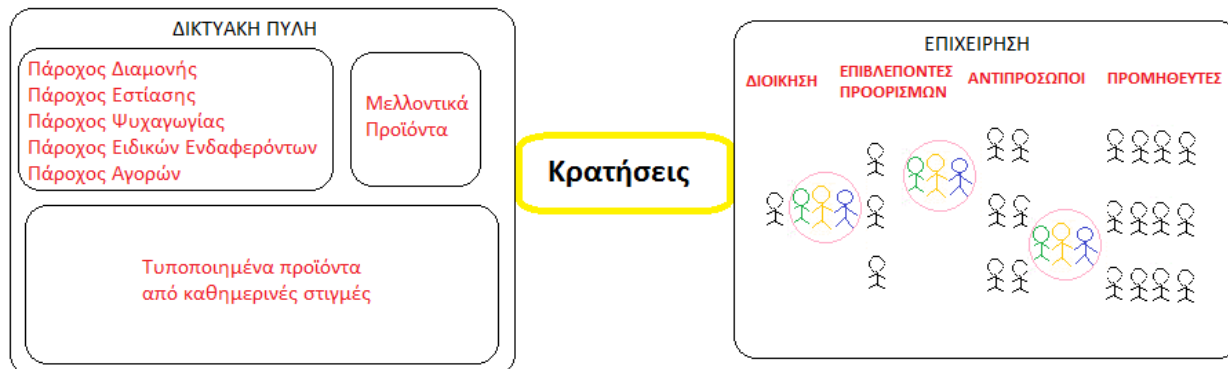 ΔΙΚΤΥΑΚΗ ΠΥΛΗ
Πάροχος Διαμονής
Πάροχος Εστίασης
Πάροχος Ψυχαγωγίας
Πάροχος Ειδικών Ενδαφερόντων
Πάροχος Αγορών
Μελλοντικά
Προϊόντα
Τυποποιημένα προϊόντα
από καθημερινές στιγμές
Κρατήσεις
ΕΠΙΧΕΙΡΗΣΗ
ΔΙΟΙΚΗΣΗ
ΕΠΙΒΛΕΠΟΝΤΕΣ
ΠΡΟΟΡΙΣΜΩΝ
ΑΝΤΙΠΡΟΣΩΠΟΙ
ΠΡΟΜΗΘΕΥΤΕΣ